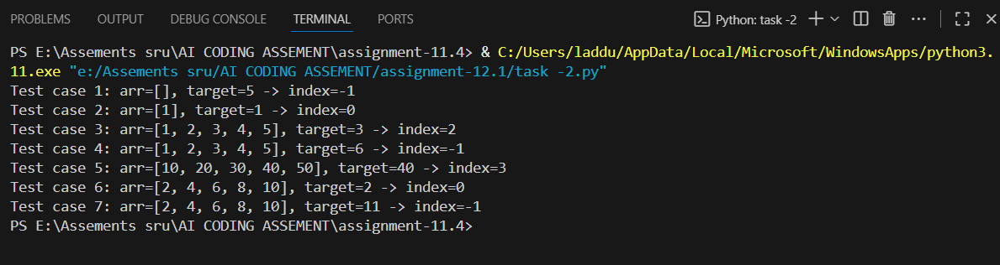 PROBLEMS OUTPUT DEBUG CONSOLE TERMINAL PORTS Python: task -2
PS E:\Assements sru\AI CODING ASSEMENT\assignment-11.4> & C:/Users/laddu/AppData/Local/Microsoft/WindowsApps/python3.
11.exe "e:/Assements sru/AI CODING ASSEMENT/assignment-12.1/task -2.py"
Test case 1: arr=[], target=5 -> index=-1
Test case 2: arr=[1], target=1 -> index=0
Test case 3: arr=[1, 2, 3, 4, 5], target=3 -> index=2
Test case 4: arr=[1, 2, 3, 4, 5], target=6 -> index=-1
Test case 5: arr=[10, 20, 30, 40, 50], target=40 -> index=3
Test case 6: arr=[2, 4, 6, 8, 10], target=2 -> index=0
Test case 7: arr=[2, 4, 6, 8, 10], target=11 -> index=-1
PS E:\Assements sru\AI CODING ASSEMENT\assignment-11.4>